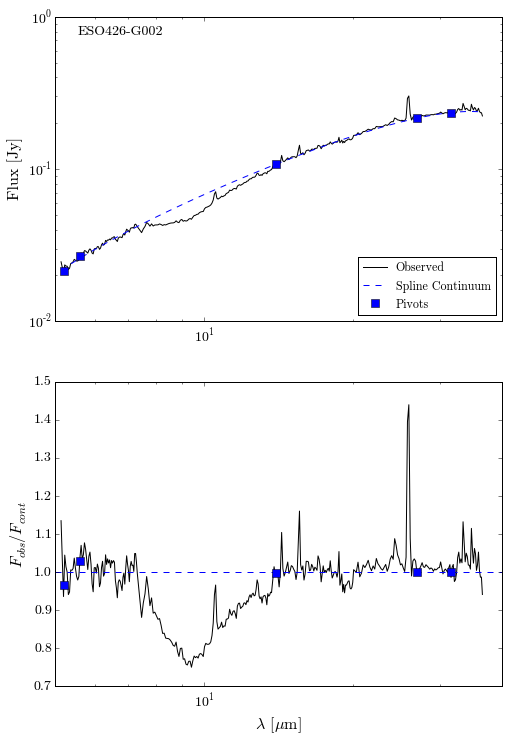 10^0
ESO426-G002
Flux [Jy]
10^-1
Observed
Spline Continuum
Pivots
10^-2
10^1
1.5
1.4
1.3
1.2
1.1
1.0
0.9
0.8
0.7
F_obs/F_cont
10^1
λ [μm]